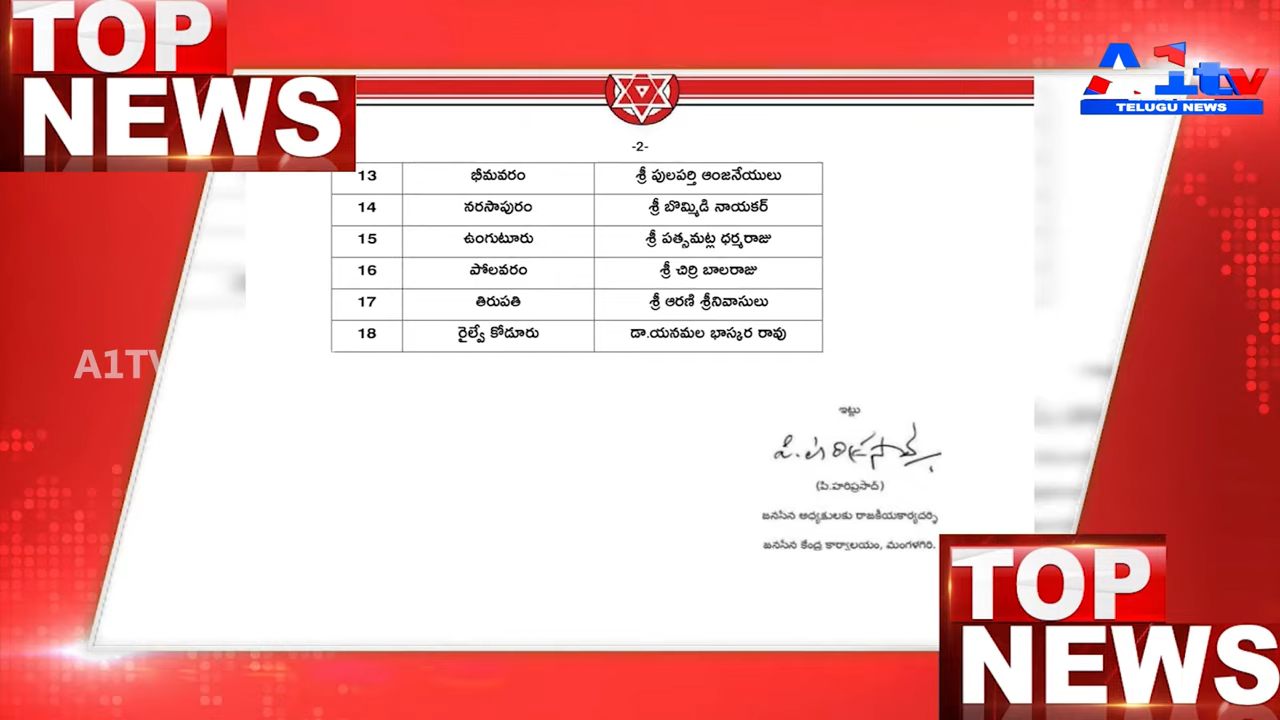 TOP
NEWS
A1tv
TELUGU NEWS
-2-
13 భీమవరం శ్రీ పులపర్తి ఆంజనేయులు
14 నరసాపురం శ్రీ బొమ్మిడి నాయకర్
15 ఉంగుటూరు శ్రీ పత్సమట్ల ధర్మరాజు
16 పోలవరం శ్రీ చిర్రి బాలరాజు
17 తిరుపతి శ్రీ ఆరణి శ్రీనివాసులు
18 రైల్వే కోడూరు డా.యనమల భాస్కర రావు
A1TV
ఇట్లు
పి.హరిప్రసాద్
(పి.హరిప్రసాద్)
జనసేన అధ్యక్షులకు రాజకీయకార్యదర్శి
జనసేన కేంద్ర కార్యాలయం, మంగళగిరి.
TOP
NEWS